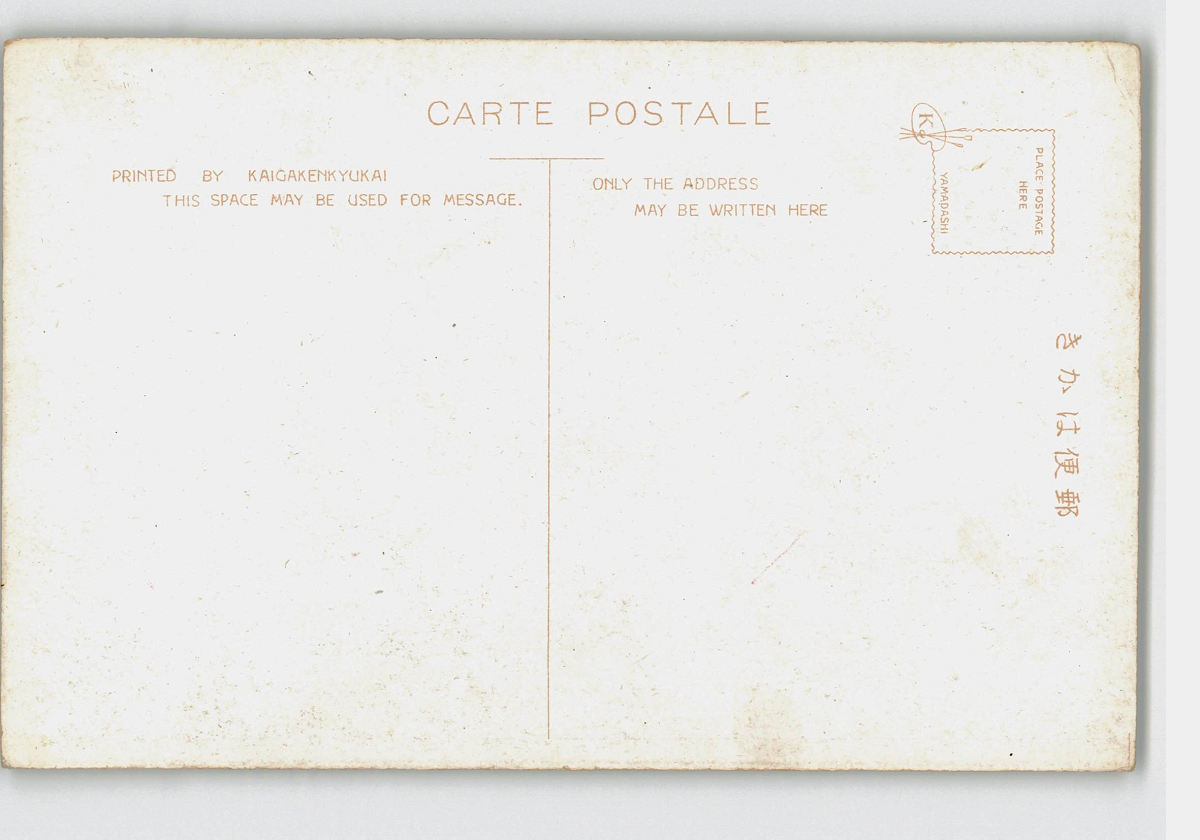 CARTE POSTALE
PRINTED BY KAIGAKENKYUKAI
THIS SPACE MAY BE USED FOR MESSAGE.
ONLY THE ADDRESS
MAY BE WRITTEN HERE
K
PLACE POSTAGE
HERE
YAMADASHI
きかは便郵